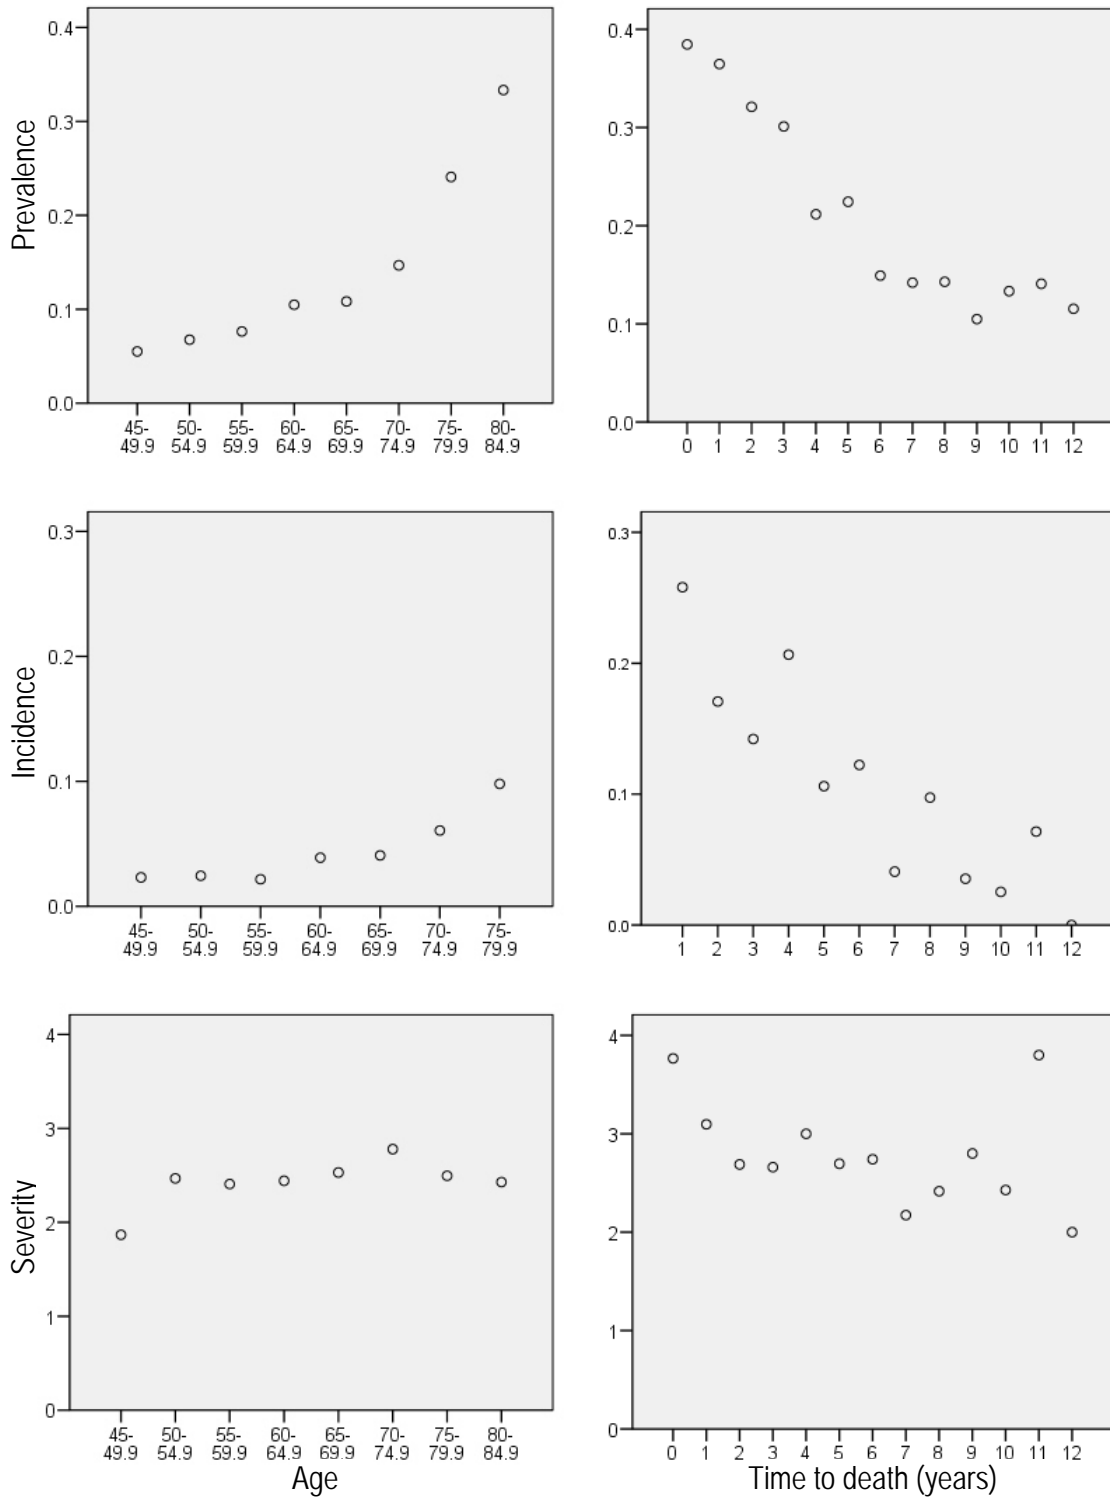 Prevalence
0.4
0.3
0.2
0.1
0.0
45- 50- 55- 60- 65- 70- 75- 80-
49.9 54.9 59.9 64.9 69.9 74.9 79.9 84.9
0.4
0.3
0.2
0.1
0.0
0 1 2 3 4 5 6 7 8 9 10 11 12
Incidence
0.3
0.2
0.1
0.0
45- 50- 55- 60- 65- 70- 75-
49.9 54.9 59.9 64.9 69.9 74.9 79.9
0.3
0.2
0.1
0.0
1 2 3 4 5 6 7 8 9 10 11 12
Severity
4
3
2
1
0
45- 50- 55- 60- 65- 70- 75- 80-
49.9 54.9 59.9 64.9 69.9 74.9 79.9 84.9
Age
4
3
2
1
0
0 1 2 3 4 5 6 7 8 9 10 11 12
Time to death (years)